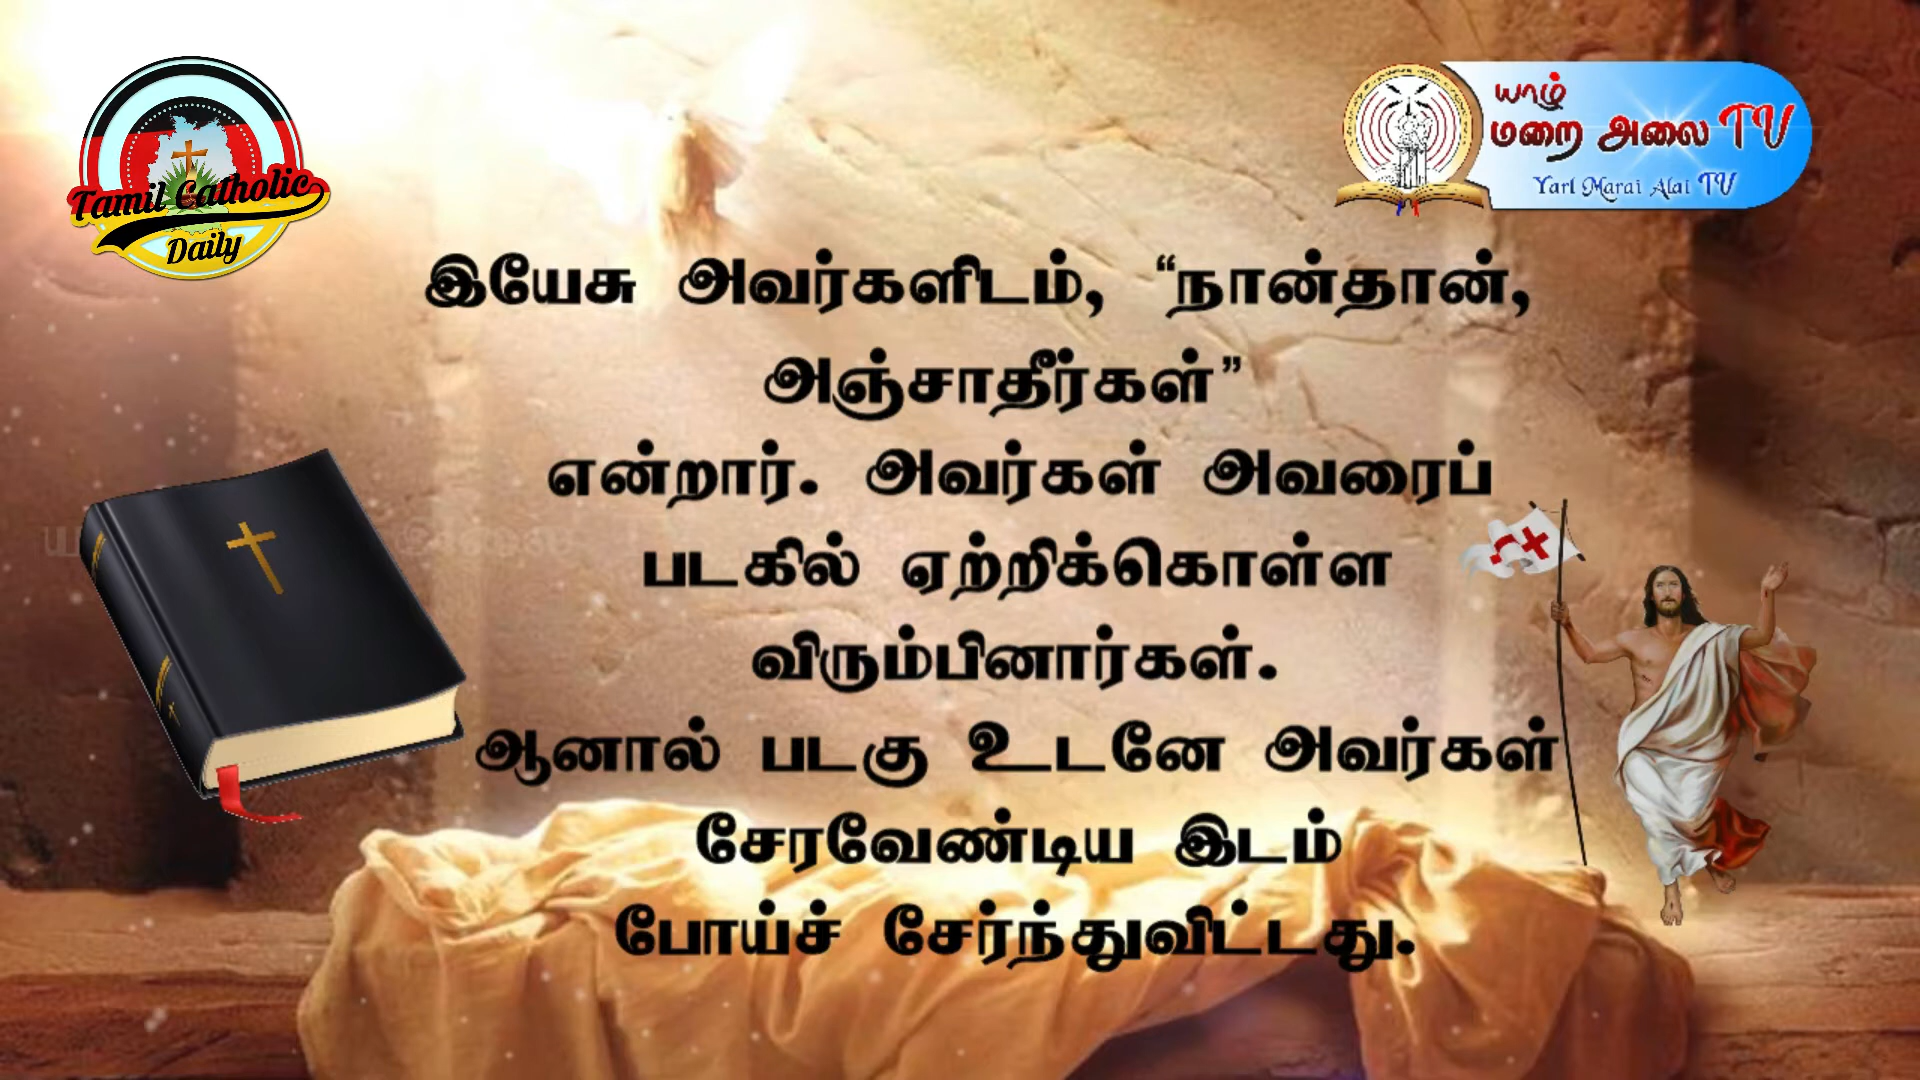 Tamil Catholic
Daily
யாழ்
மறை அலை TV
Yarl Marai Alai TV
இயேசு அவர்களிடம், “நான்தான்,
அஞ்சாதீர்கள்”
என்றார். அவர்கள் அவரைப்
படகில் ஏற்றிக்கொள்ள
விரும்பினார்கள்.
ஆனால் படகு உடனே அவர்கள்
சேரவேண்டிய இடம்
போய்ச் சேர்ந்துவிட்டது.